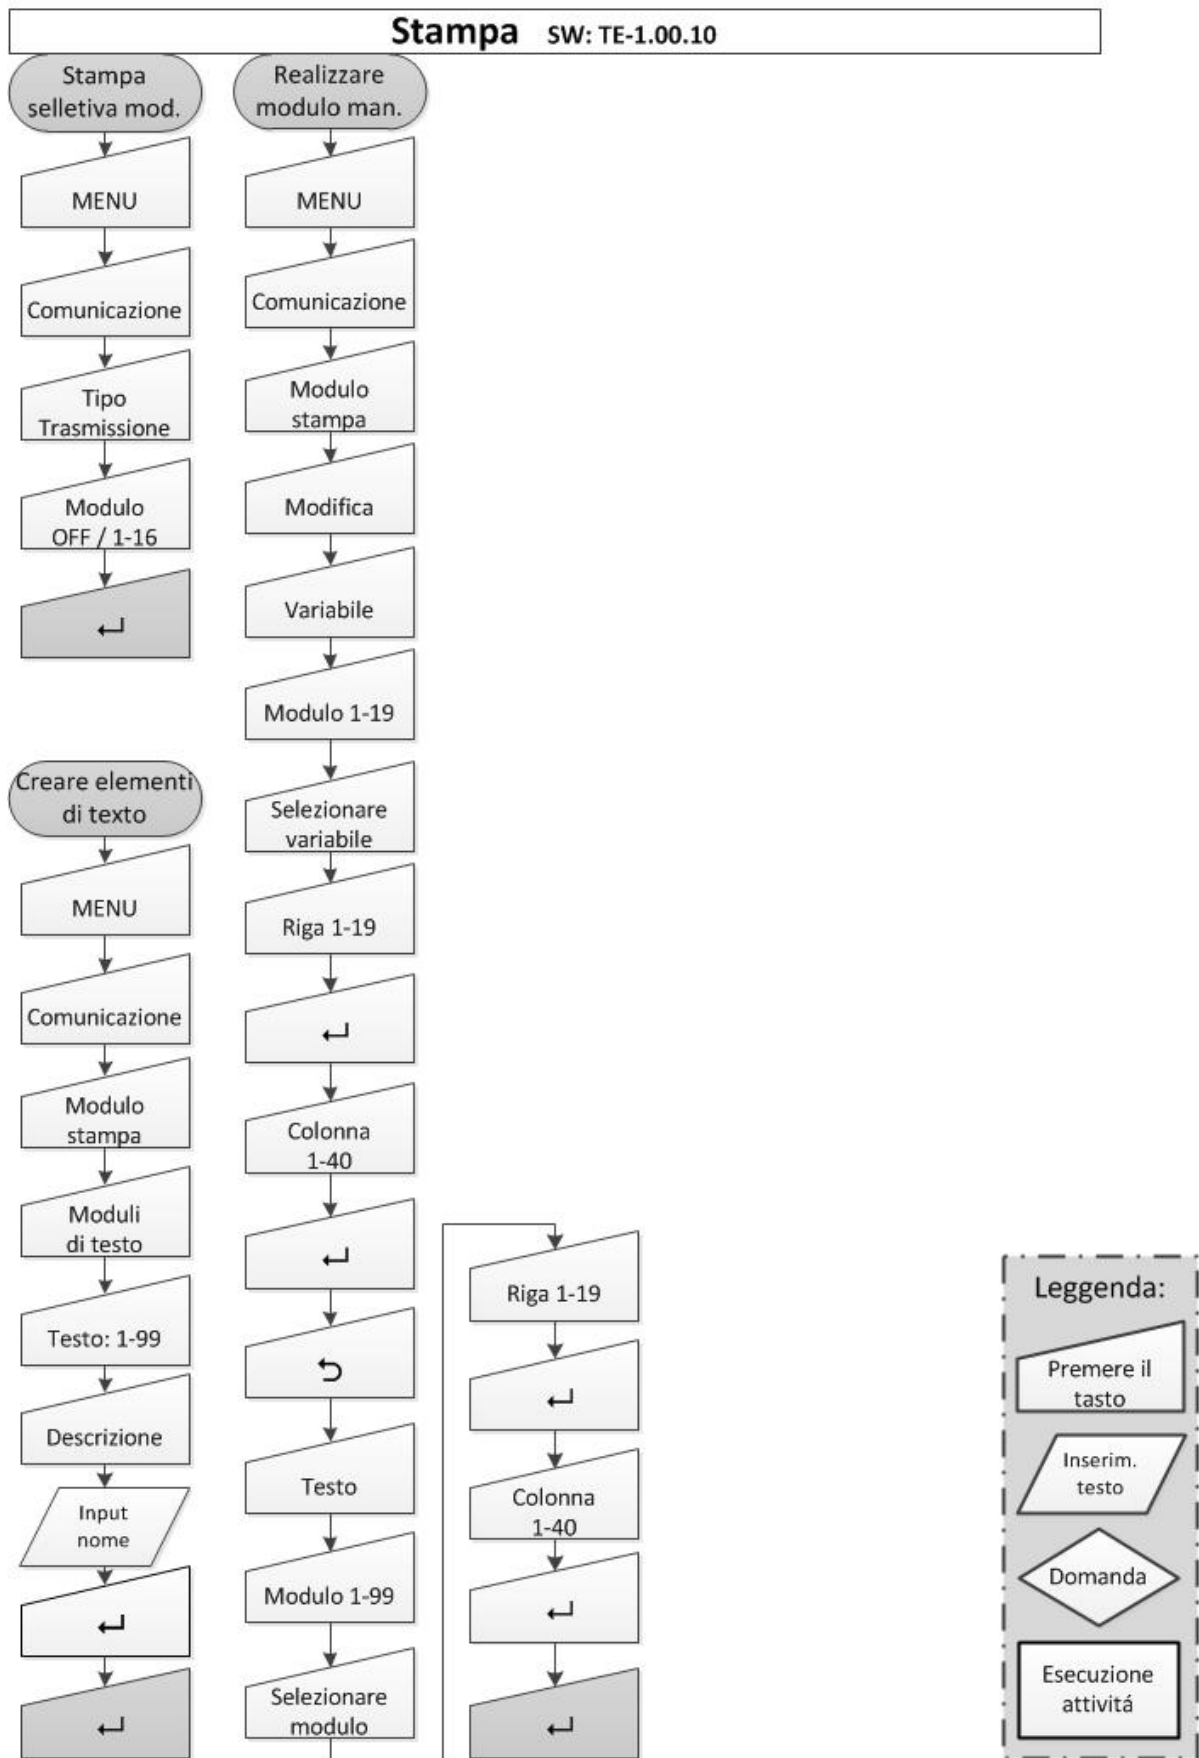 Stampa SW: TE-1.00.10
Stampa
selletiva mod.
MENU
Comunicazione
Tipo
Trasmissione
Modulo
OFF / 1-16
↵
Creare elementi
di texto
MENU
Comunicazione
Modulo
stampa
Moduli
di testo
Testo: 1-99
Descrizione
Input
nome
↵
↵
Realizzare
modulo man.
MENU
Comunicazione
Modulo
stampa
Modifica
Variabile
Modulo 1-19
Selezionare
variabile
Riga 1-19
↵
Colonna
1-40
↵
⮌
Testo
Modulo 1-99
Selezionare
modulo
Riga 1-19
↵
Colonna
1-40
↵
↵
Leggenda:
Premere il
tasto
Inserim.
testo
Domanda
Esecuzione
attivitá